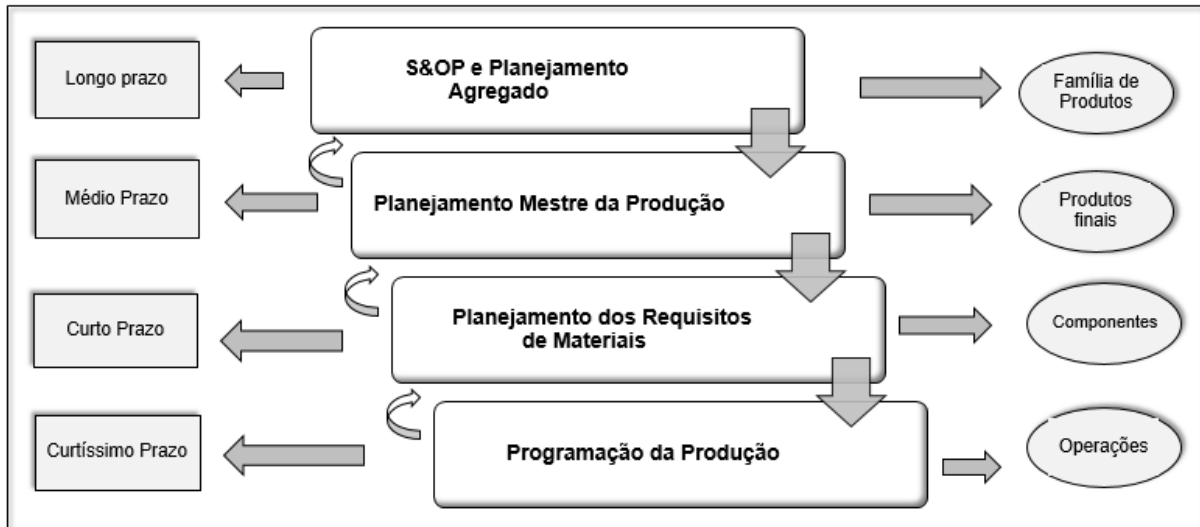 Longo prazo
S&OP e Planejamento
Agregado
Família de
Produtos
Médio Prazo
Planejamento Mestre da Produção
Produtos
finais
Curto Prazo
Planejamento dos Requisitos
de Materiais
Componentes
Curtíssimo Prazo
Programação da Produção
Operações